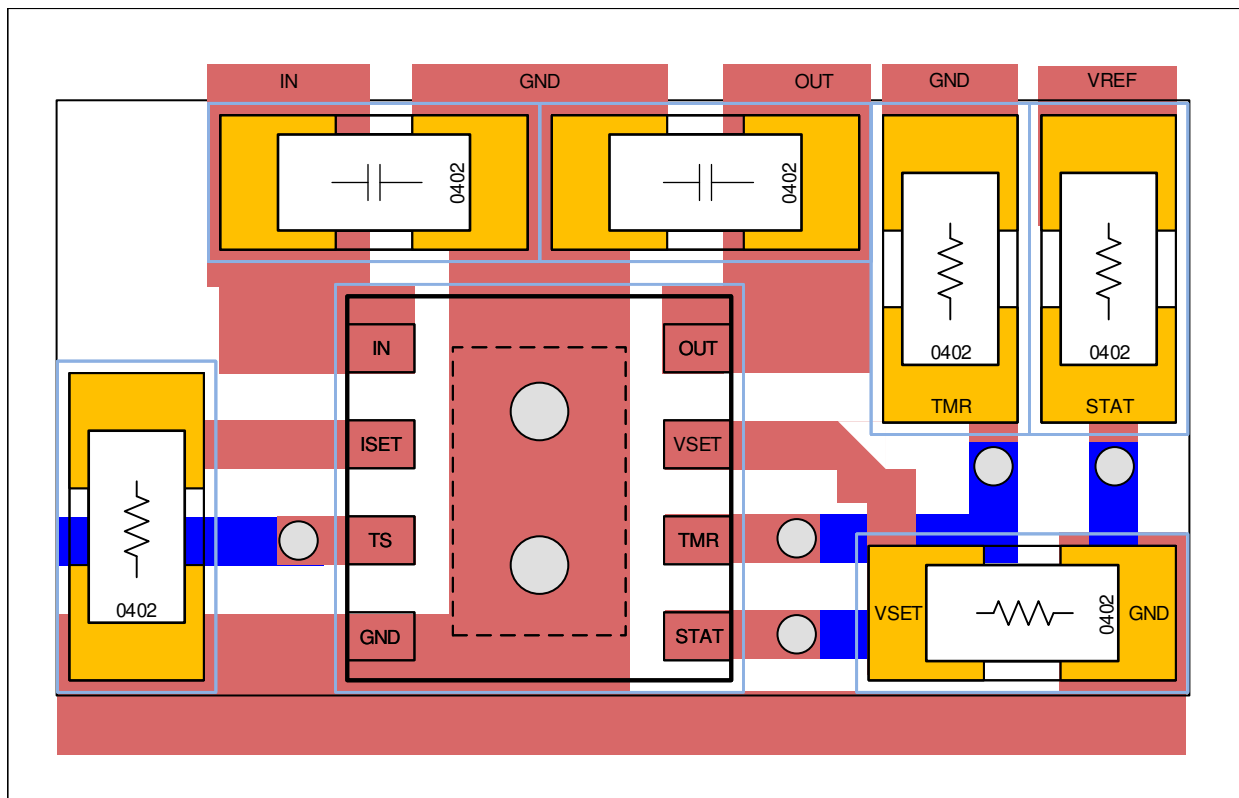 IN
GND
OUT
GND
VREF
0402
0402
0402
0402
TMR
STAT
IN
OUT
ISET
VSET
TS
TMR
0402
GND
STAT
VSET
0402
GND